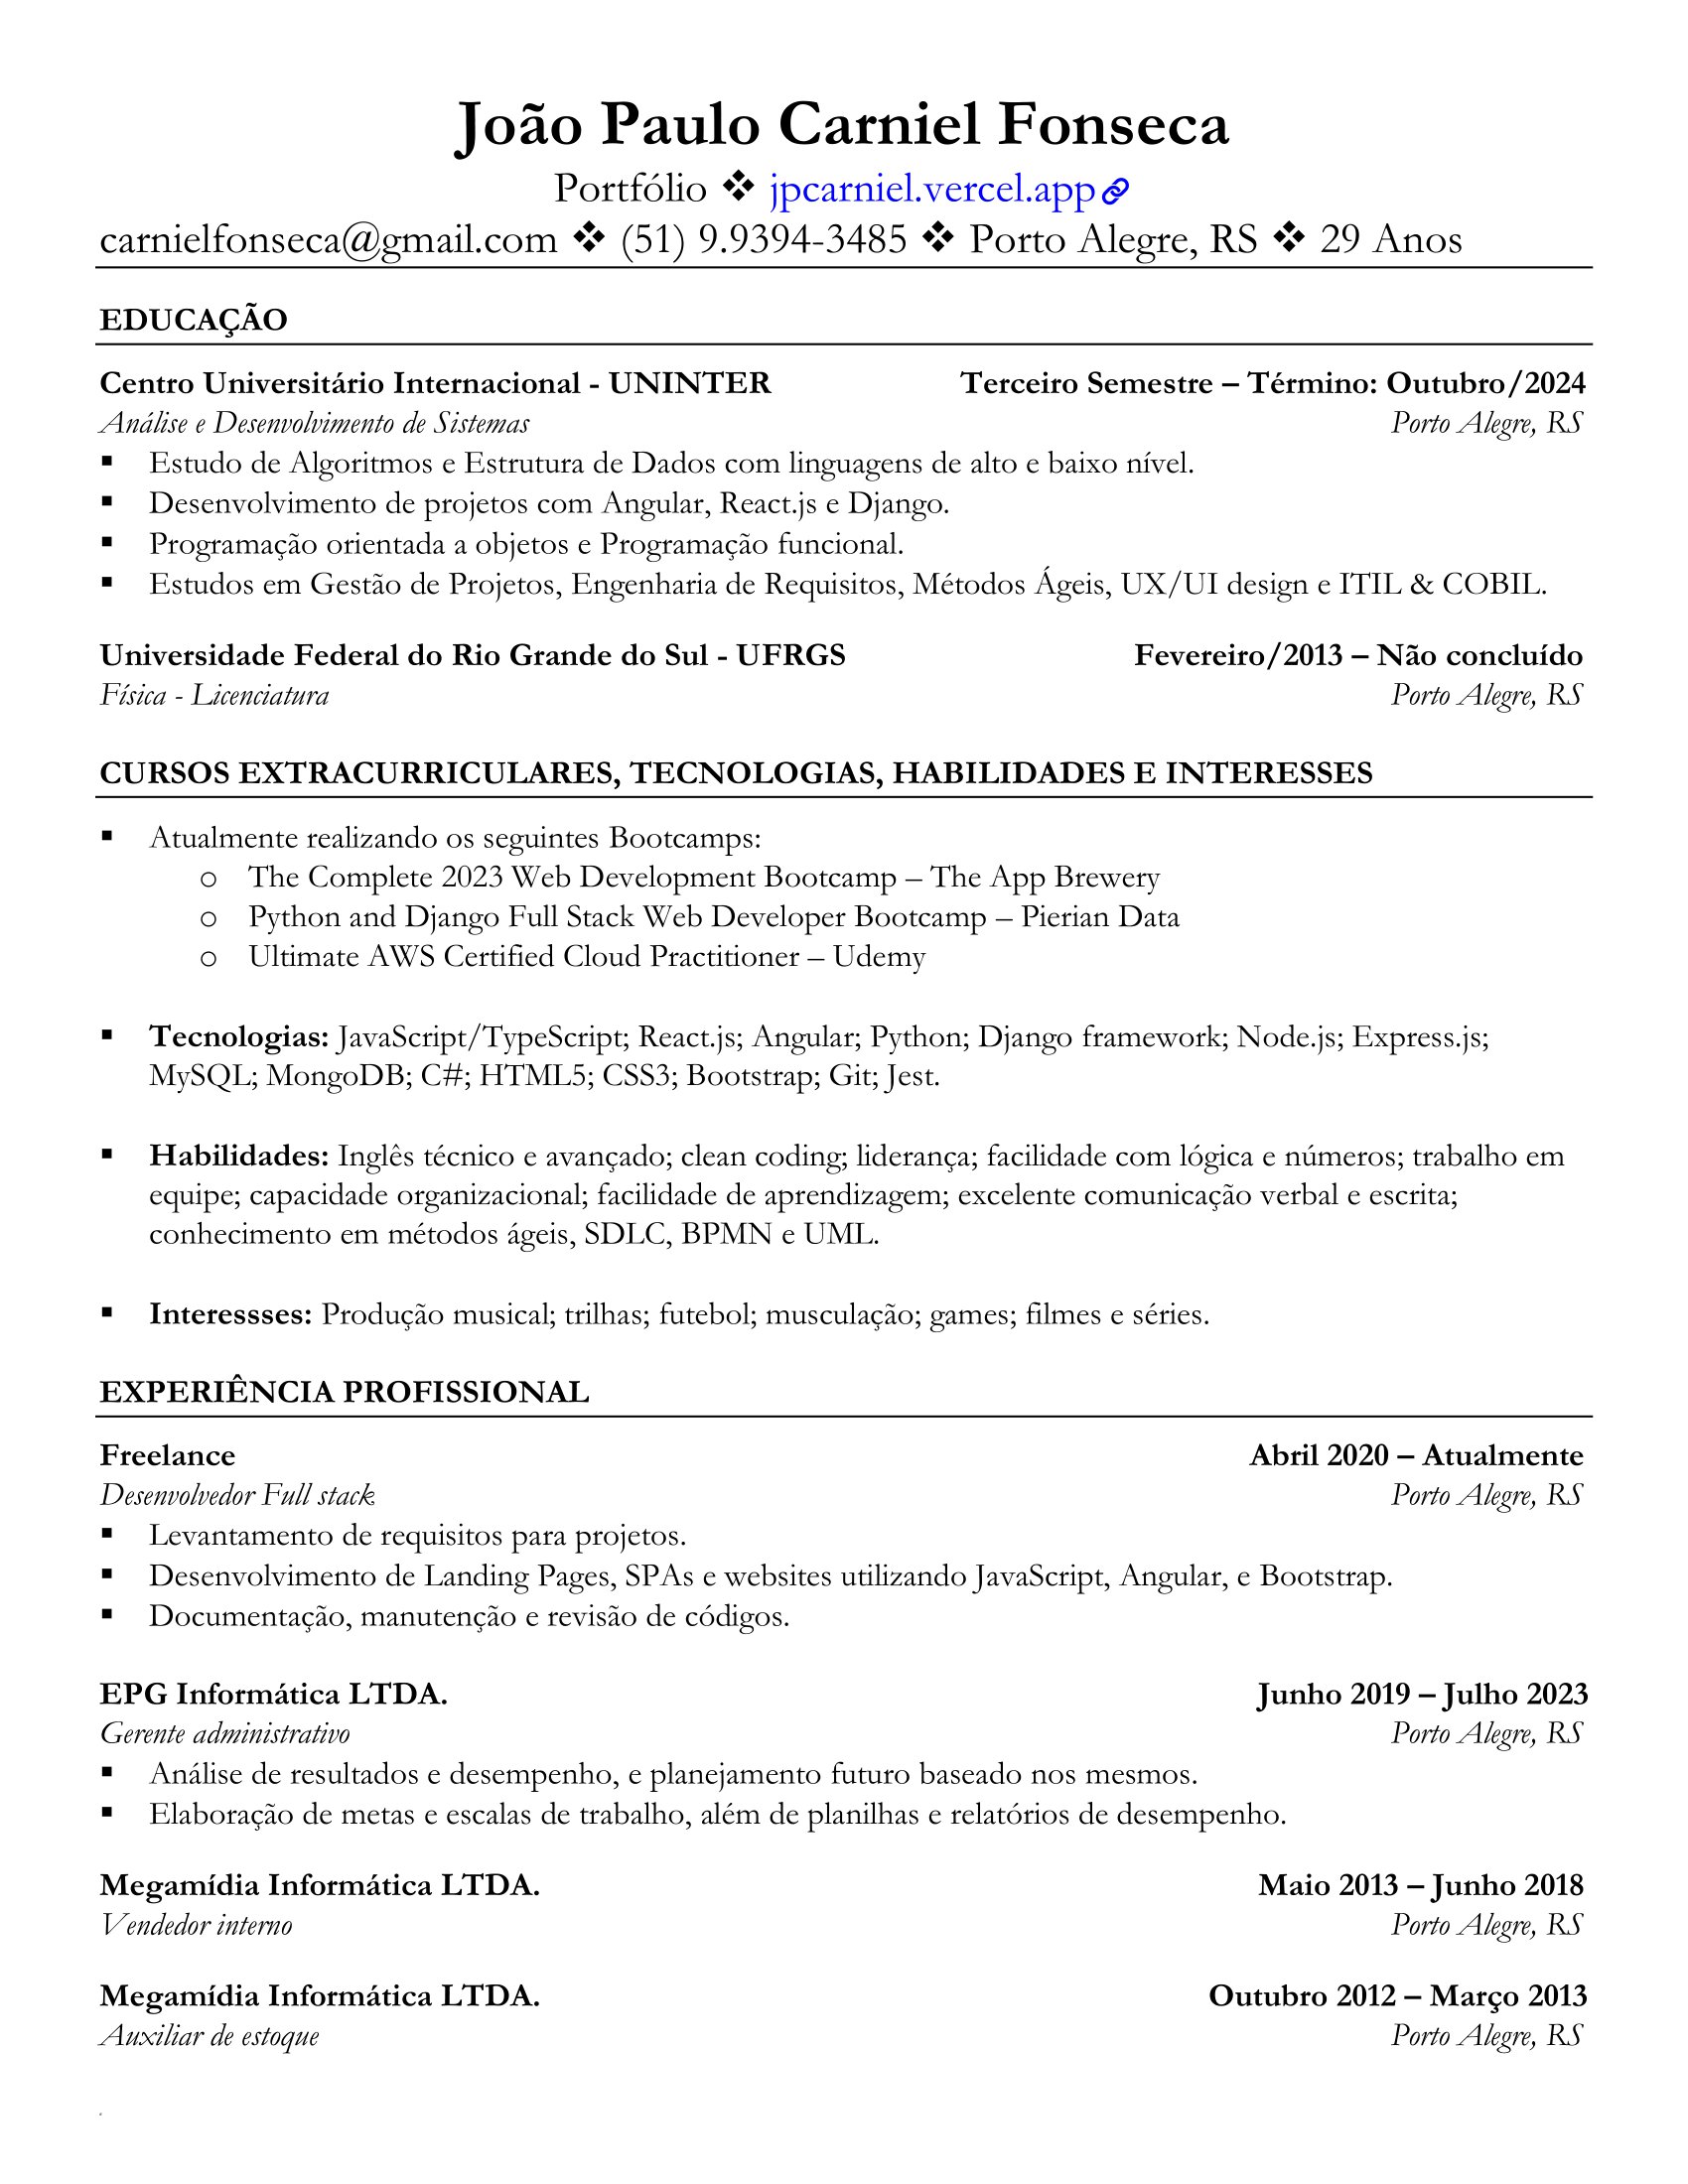 João Paulo Carniel Fonseca
Portfólio ❖ jpcarniel.vercel.app
carnielfonseca@gmail.com ❖ (51) 9.9394-3485 ❖ Porto Alegre, RS ❖ 29 Anos
EDUCAÇÃO
Centro Universitário Internacional - UNINTER Terceiro Semestre – Término: Outubro/2024
Análise e Desenvolvimento de Sistemas Porto Alegre, RS
▪ Estudo de Algoritmos e Estrutura de Dados com linguagens de alto e baixo nível.
▪ Desenvolvimento de projetos com Angular, React.js e Django.
▪ Programação orientada a objetos e Programação funcional.
▪ Estudos em Gestão de Projetos, Engenharia de Requisitos, Métodos Ágeis, UX/UI design e ITIL & COBIL.
Universidade Federal do Rio Grande do Sul - UFRGS Fevereiro/2013 – Não concluído
Física - Licenciatura Porto Alegre, RS
CURSOS EXTRACURRICULARES, TECNOLOGIAS, HABILIDADES E INTERESSES
▪ Atualmente realizando os seguintes Bootcamps:
o The Complete 2023 Web Development Bootcamp – The App Brewery
o Python and Django Full Stack Web Developer Bootcamp – Pierian Data
o Ultimate AWS Certified Cloud Practitioner – Udemy
▪ Tecnologias: JavaScript/TypeScript; React.js; Angular; Python; Django framework; Node.js; Express.js;
MySQL; MongoDB; C#; HTML5; CSS3; Bootstrap; Git; Jest.
▪ Habilidades: Inglês técnico e avançado; clean coding; liderança; facilidade com lógica e números; trabalho em
equipe; capacidade organizacional; facilidade de aprendizagem; excelente comunicação verbal e escrita;
conhecimento em métodos ágeis, SDLC, BPMN e UML.
▪ Interessses: Produção musical; trilhas; futebol; musculação; games; filmes e séries.
EXPERIÊNCIA PROFISSIONAL
Freelance Abril 2020 – Atualmente
Desenvolvedor Full stack Porto Alegre, RS
▪ Levantamento de requisitos para projetos.
▪ Desenvolvimento de Landing Pages, SPAs e websites utilizando JavaScript, Angular, e Bootstrap.
▪ Documentação, manutenção e revisão de códigos.
EPG Informática LTDA. Junho 2019 – Julho 2023
Gerente administrativo Porto Alegre, RS
▪ Análise de resultados e desempenho, e planejamento futuro baseado nos mesmos.
▪ Elaboração de metas e escalas de trabalho, além de planilhas e relatórios de desempenho.
Megamídia Informática LTDA. Maio 2013 – Junho 2018
Vendedor interno Porto Alegre, RS
Megamídia Informática LTDA. Outubro 2012 – Março 2013
Auxiliar de estoque Porto Alegre, RS